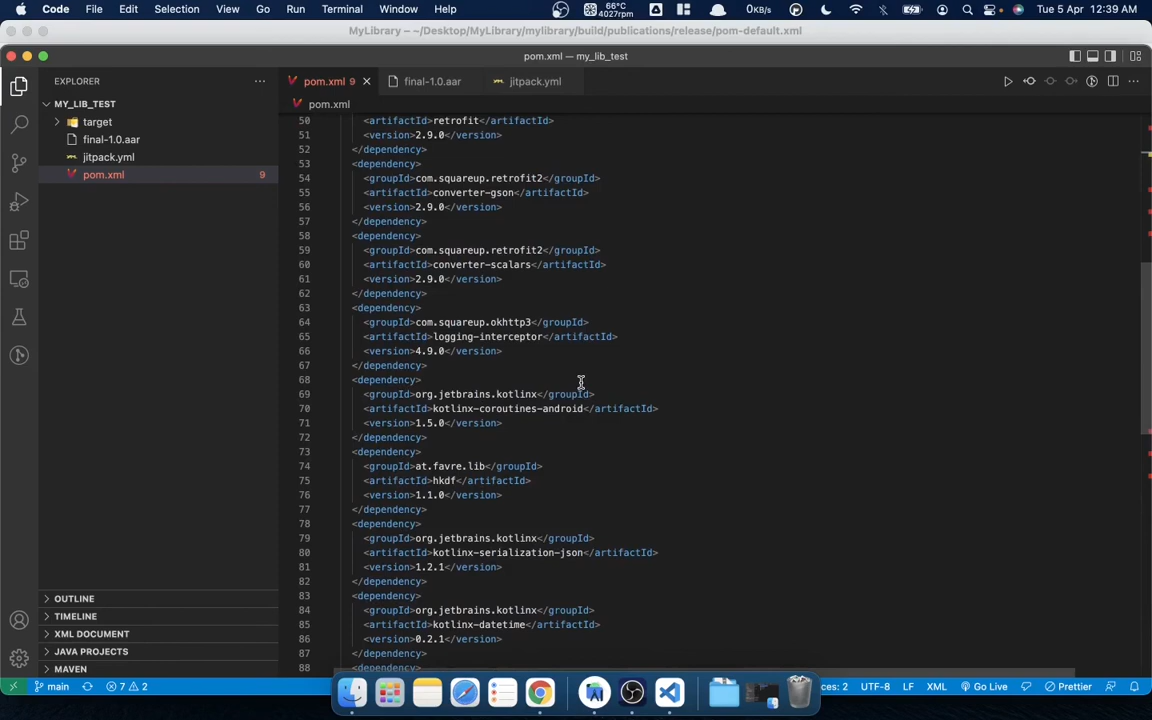 Code File Edit Selection View Go Run Terminal Window Help 66°C 4027rpm 0KB/s Tue 5 Apr 12:39 AM
MyLibrary – ~/Desktop/MyLibrary/mylibrary/build/publications/release/pom-default.xml
pom.xml — my_lib_test
EXPLORER
MY_LIB_TEST
target
final-1.0.aar
jitpack.yml
pom.xml 9
OUTLINE
TIMELINE
XML DOCUMENT
JAVA PROJECTS
MAVEN
pom.xml 9 final-1.0.aar jitpack.yml
pom.xml
50 <artifactId>retrofit</artifactId>
51 <version>2.9.0</version>
52 </dependency>
53 <dependency>
54 <groupId>com.squareup.retrofit2</groupId>
55 <artifactId>converter-gson</artifactId>
56 <version>2.9.0</version>
57 </dependency>
58 <dependency>
59 <groupId>com.squareup.retrofit2</groupId>
60 <artifactId>converter-scalars</artifactId>
61 <version>2.9.0</version>
62 </dependency>
63 <dependency>
64 <groupId>com.squareup.okhttp3</groupId>
65 <artifactId>logging-interceptor</artifactId>
66 <version>4.9.0</version>
67 </dependency>
68 <dependency>
69 <groupId>org.jetbrains.kotlinx</groupId>
70 <artifactId>kotlinx-coroutines-android</artifactId>
71 <version>1.5.0</version>
72 </dependency>
73 <dependency>
74 <groupId>at.favre.lib</groupId>
75 <artifactId>hkdf</artifactId>
76 <version>1.1.0</version>
77 </dependency>
78 <dependency>
79 <groupId>org.jetbrains.kotlinx</groupId>
80 <artifactId>kotlinx-serialization-json</artifactId>
81 <version>1.2.1</version>
82 </dependency>
83 <dependency>
84 <groupId>org.jetbrains.kotlinx</groupId>
85 <artifactId>kotlinx-datetime</artifactId>
86 <version>0.2.1</version>
87 </dependency>
88 <dependency>
main 7 2 ces: 2 UTF-8 LF XML Go Live Prettier